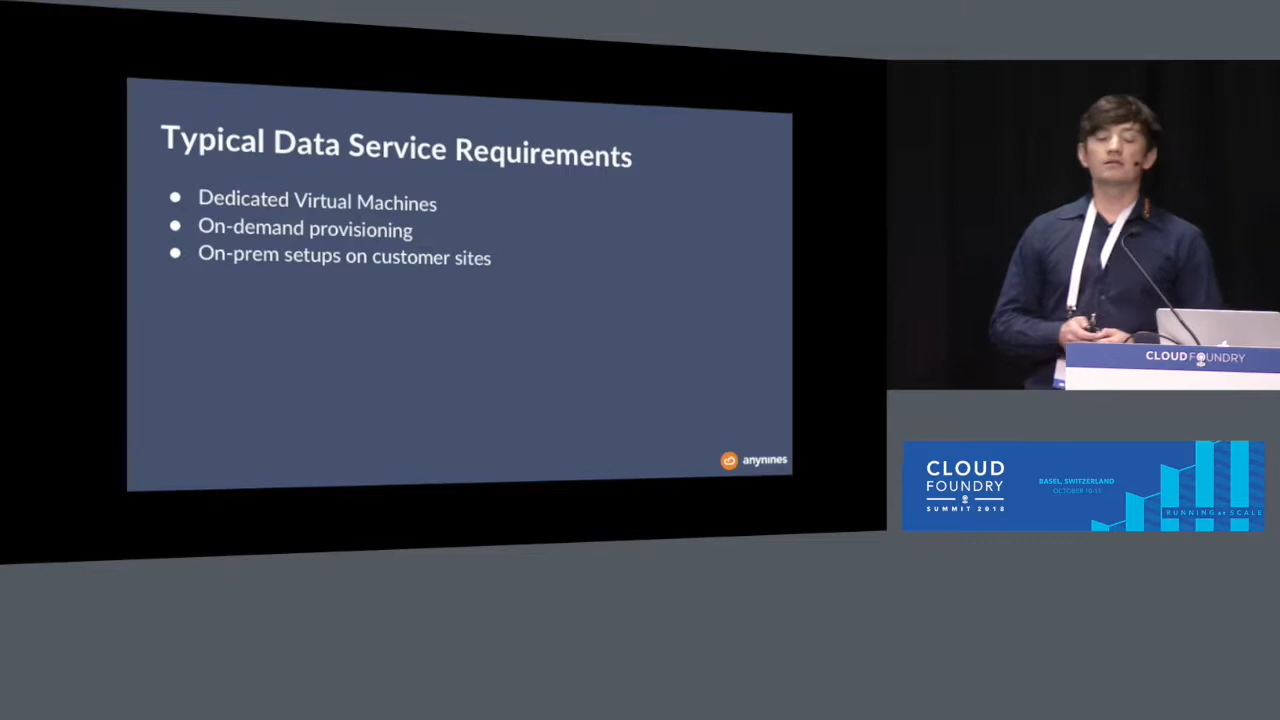 Typical Data Service Requirements
● Dedicated Virtual Machines
● On-demand provisioning
● On-prem setups on customer sites
anynines
CLOUD FOUNDRY
CLOUD
FOUNDRY
SUMMIT 2018
BASEL, SWITZERLAND
OCTOBER 10-11
RUNNING AT SCALE